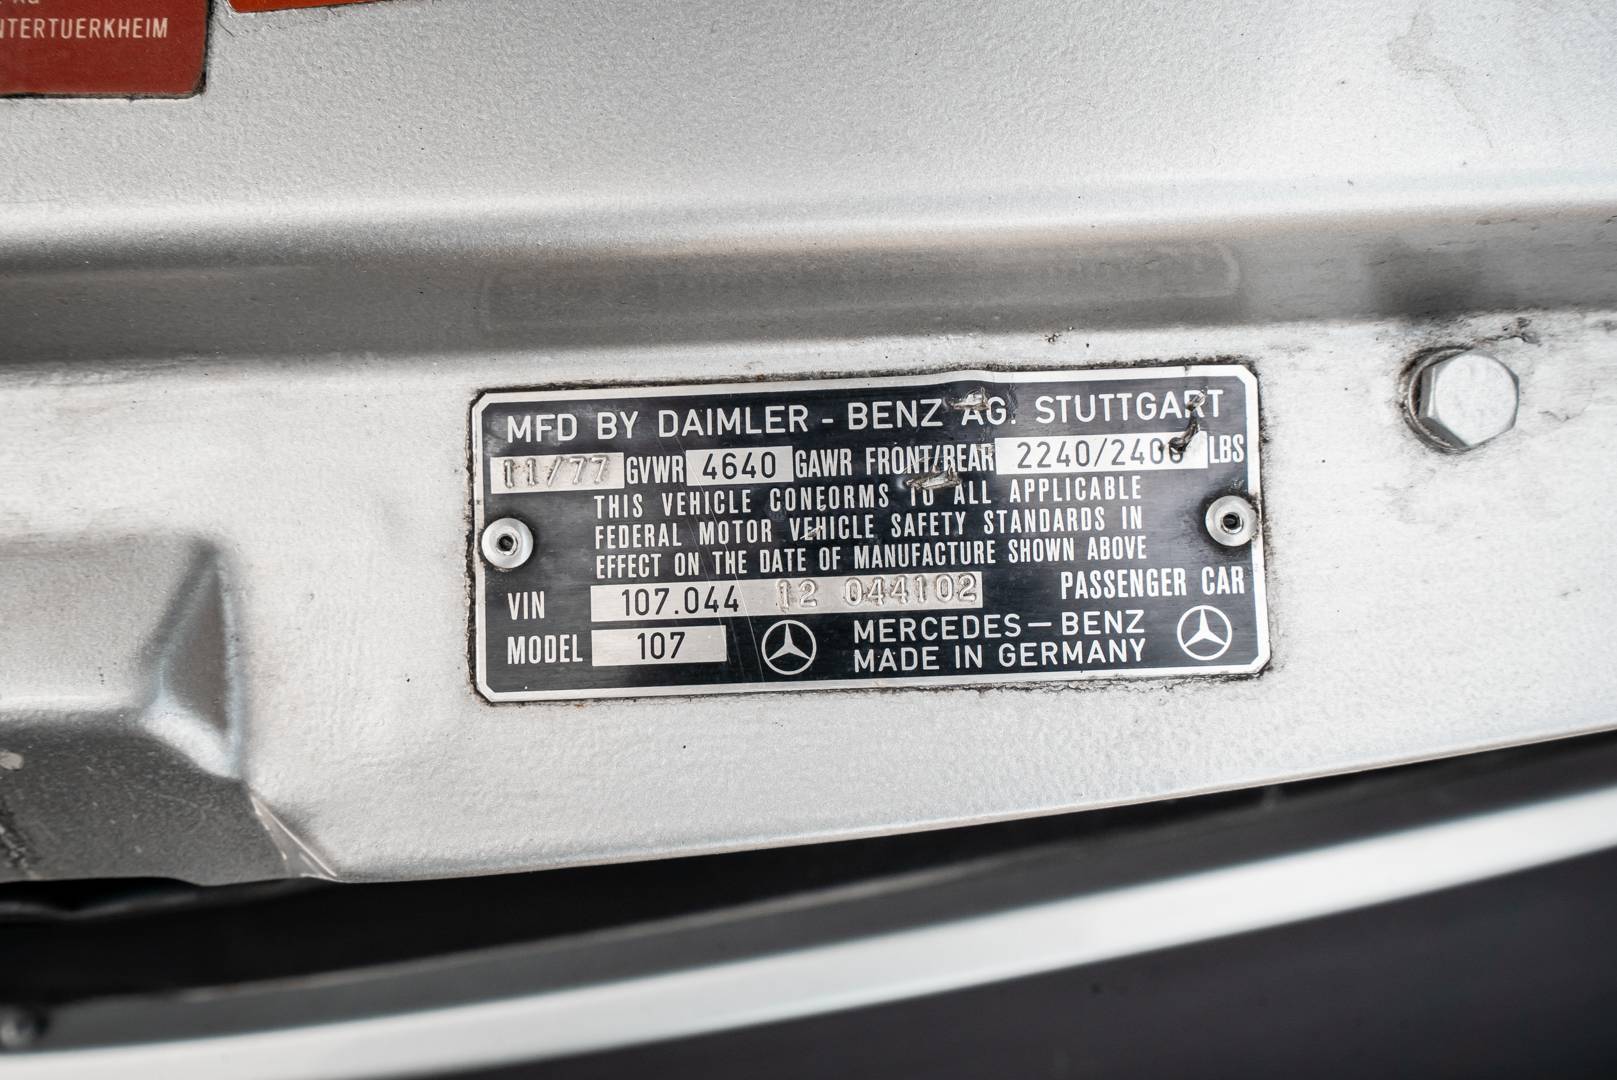 NTERTUERKHEIM
MFD BY DAIMLER - BENZ AG. STUTTGART
11/77 GVWR 4640 GAWR FRONT/REAR 2240/2400 LBS
THIS VEHICLE CONFORMS TO ALL APPLICABLE
FEDERAL MOTOR VEHICLE SAFETY STANDARDS IN
EFFECT ON THE DATE OF MANUFACTURE SHOWN ABOVE
VIN 107.044 12 044102 PASSENGER CAR
MODEL 107 MERCEDES-BENZ
MADE IN GERMANY